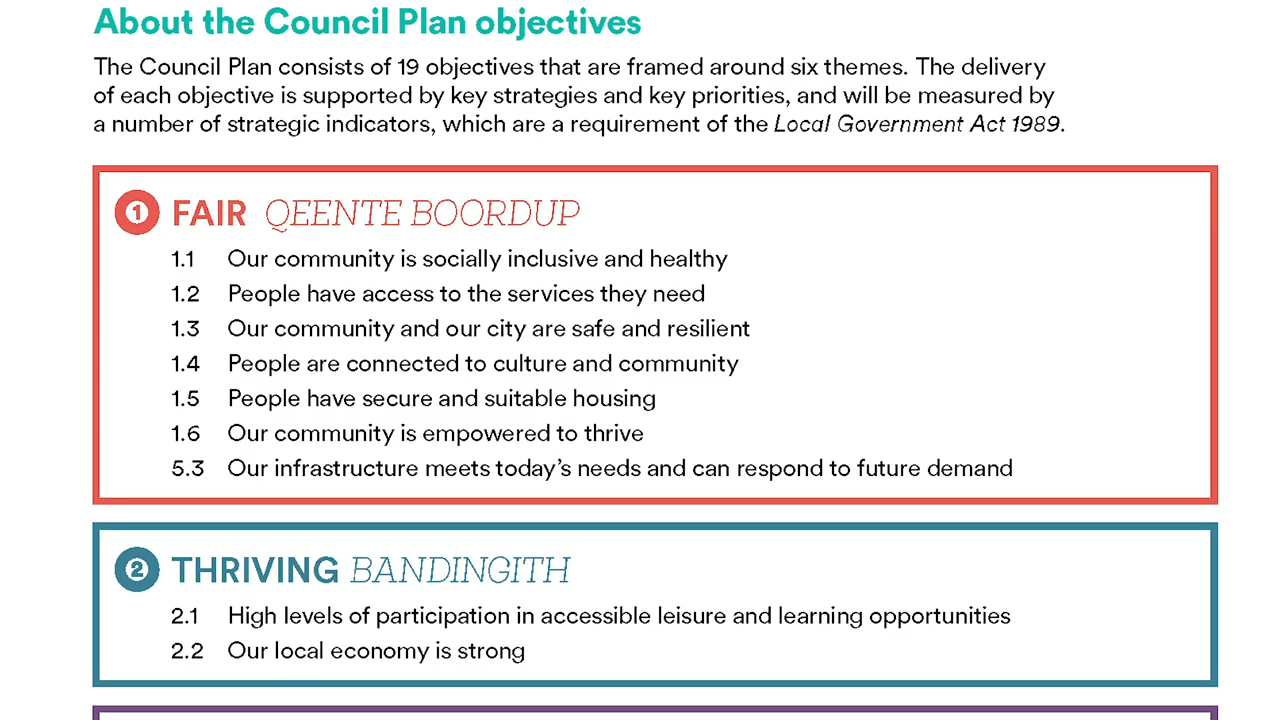 About the Council Plan objectives
The Council Plan consists of 19 objectives that are framed around six themes. The delivery
of each objective is supported by key strategies and key priorities, and will be measured by
a number of strategic indicators, which are a requirement of the Local Government Act 1989.
1 FAIR QEENTE BOORDUP
1.1 Our community is socially inclusive and healthy
1.2 People have access to the services they need
1.3 Our community and our city are safe and resilient
1.4 People are connected to culture and community
1.5 People have secure and suitable housing
1.6 Our community is empowered to thrive
5.3 Our infrastructure meets today's needs and can respond to future demand
2 THRIVING BANDINGITH
2.1 High levels of participation in accessible leisure and learning opportunities
2.2 Our local economy is strong